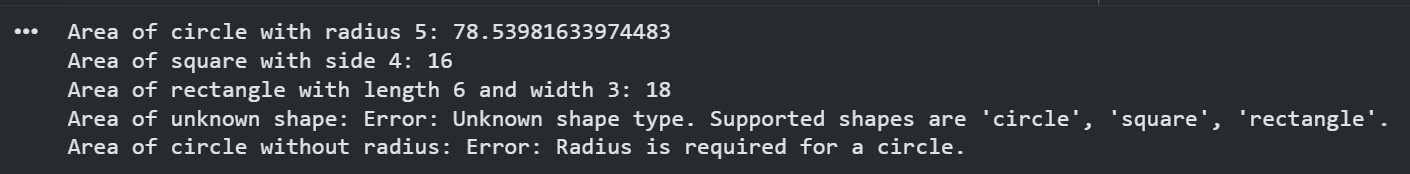 Area of circle with radius 5: 78.53981633974483
Area of square with side 4: 16
Area of rectangle with length 6 and width 3: 18
Area of unknown shape: Error: Unknown shape type. Supported shapes are 'circle', 'square', 'rectangle'.
Area of circle without radius: Error: Radius is required for a circle.